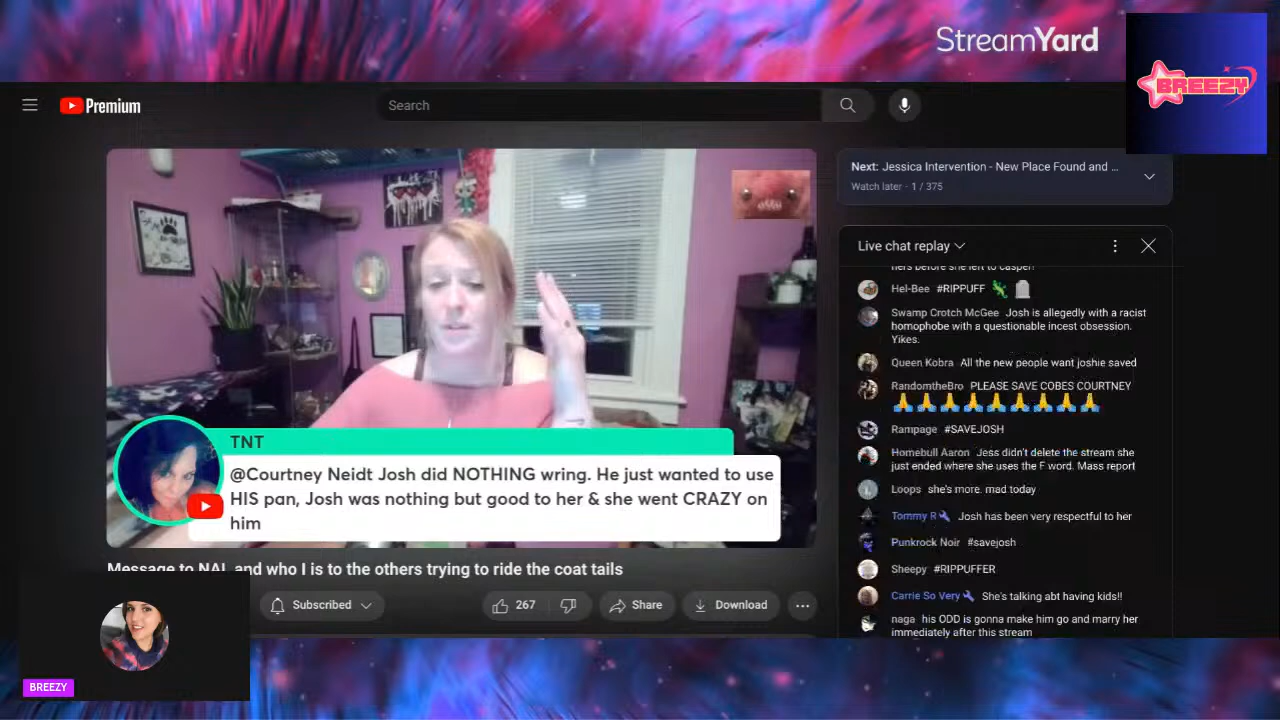 StreamYard
BREEZY
Premium
Search
Next: Jessica Intervention - New Place Found and ...
Watch later · 1 / 375
TNT
@Courtney Neidt Josh did NOTHING wring. He just wanted to use
HIS pan, Josh was nothing but good to her & she went CRAZY on
him
Message to NAL and who I is to the others trying to ride the coat tails
Subscribed
267
Share
Download
Live chat replay
hers before she left to casper!
Hel-Bee #RIPPUFF 🦎 🪦
Swamp Crotch McGee Josh is allegedly with a racist
homophobe with a questionable incest obsession.
Yikes.
Queen Kobra All the new people want joshie saved
RandomtheBro PLEASE SAVE COBES COURTNEY
🙏🙏🙏🙏🙏🙏🙏🙏🙏
Rampage #SAVEJOSH
Homebull Aaron Jess didn't delete the stream she
just ended where she uses the F word. Mass report
Loops she's more. mad today
Tommy R Josh has been very respectful to her
Punkrock Noir #savejosh
Sheepy #RIPPUFFER
Carrie So Very She's talking abt having kids!!
naga his ODD is gonna make him go and marry her
immediately after this stream
BREEZY